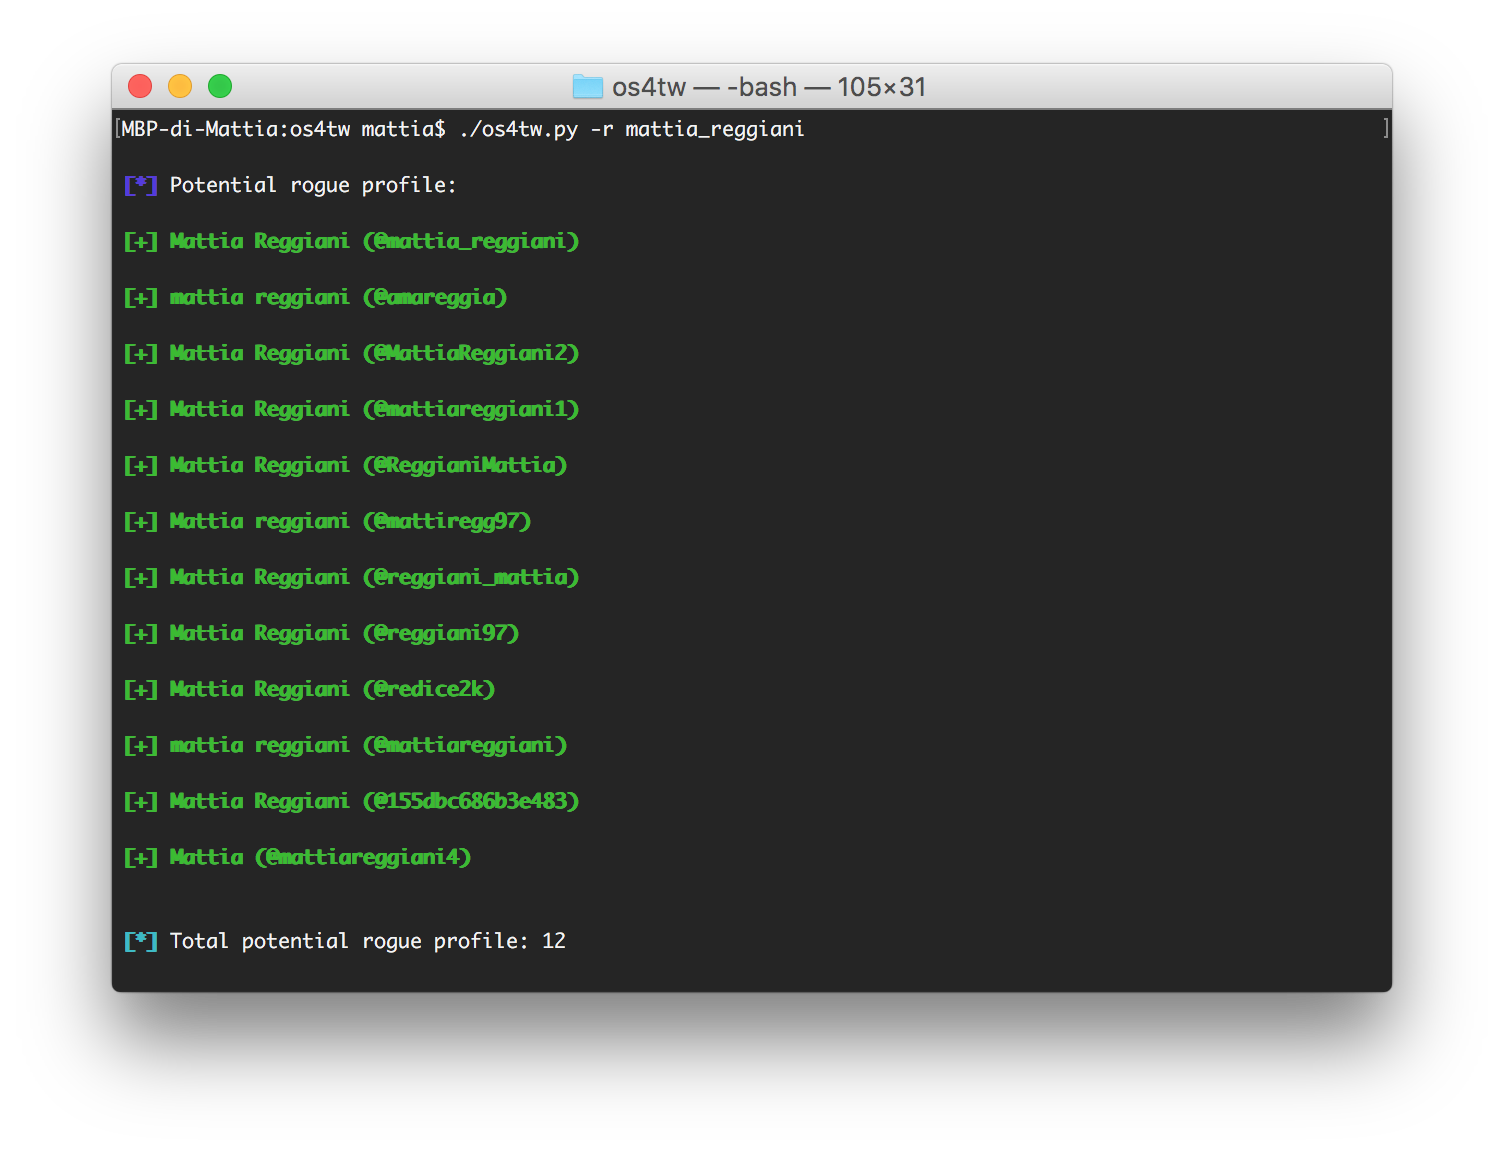 os4tw — -bash — 105×31
[MBP-di-Mattia:os4tw mattia$ ./os4tw.py -r mattia_reggiani ]
[*] Potential rogue profile:
[+] Mattia Reggiani (@mattia_reggiani)
[+] mattia reggiani (@amareggia)
[+] Mattia Reggiani (@MattiaReggiani2)
[+] Mattia Reggiani (@mattiareggiani1)
[+] Mattia Reggiani (@ReggianiMattia)
[+] Mattia reggiani (@mattiregg97)
[+] Mattia Reggiani (@reggiani_mattia)
[+] Mattia Reggiani (@reggiani97)
[+] Mattia Reggiani (@redice2k)
[+] mattia reggiani (@mattiareggiani)
[+] Mattia Reggiani (@155dbc686b3e483)
[+] Mattia (@mattiareggiani4)
[*] Total potential rogue profile: 12